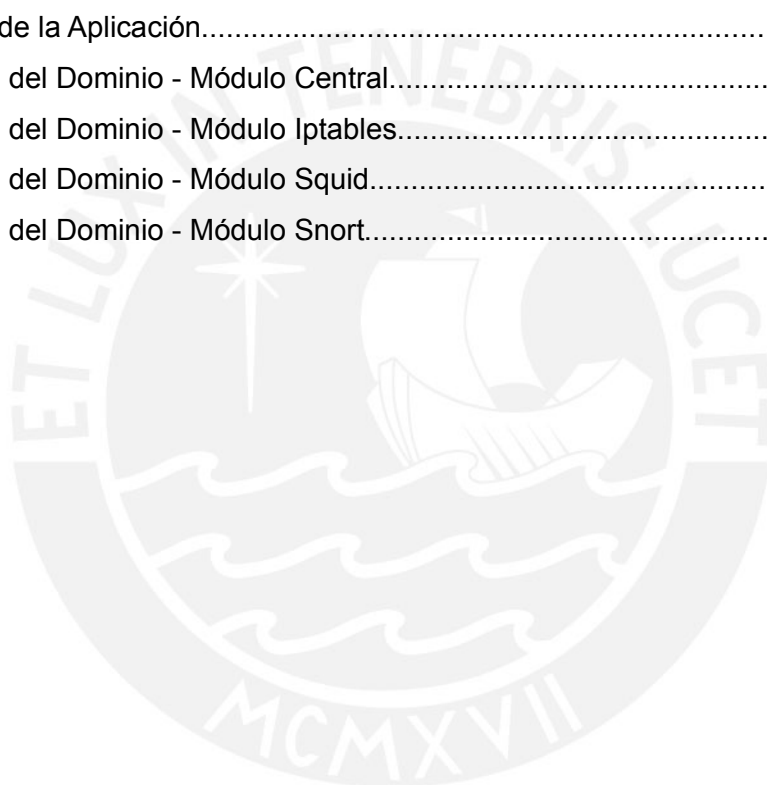 de la Aplicación.....................................................................
del Dominio - Módulo Central..............................................
del Dominio - Módulo Iptables.............................................
del Dominio - Módulo Squid................................................
del Dominio - Módulo Snort.................................................
ET LUX IN TENEBRIS LUCET
MCMXVII